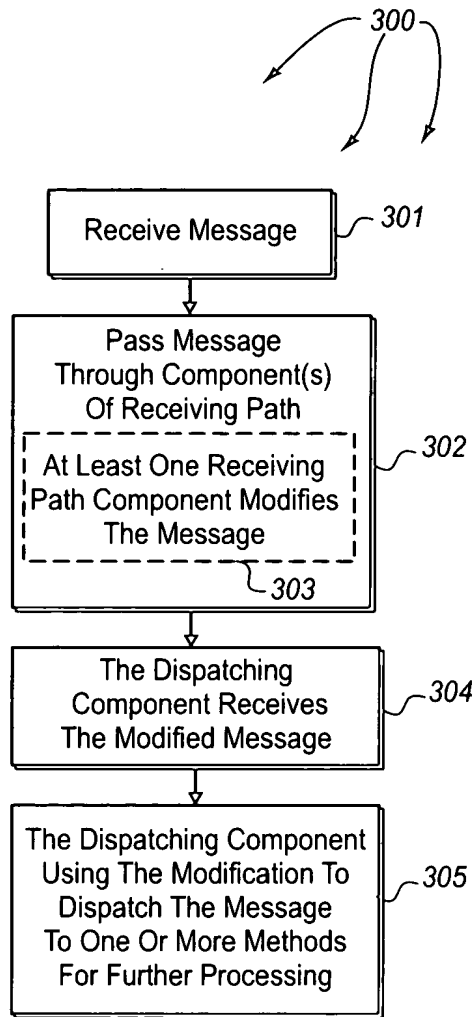 300
Receive Message
301
Pass Message
Through Component(s)
Of Receiving Path
302
At Least One Receiving
Path Component Modifies
The Message
303
The Dispatching
Component Receives
The Modified Message
304
The Dispatching Component
Using The Modification To
Dispatch The Message
To One Or More Methods
For Further Processing
305